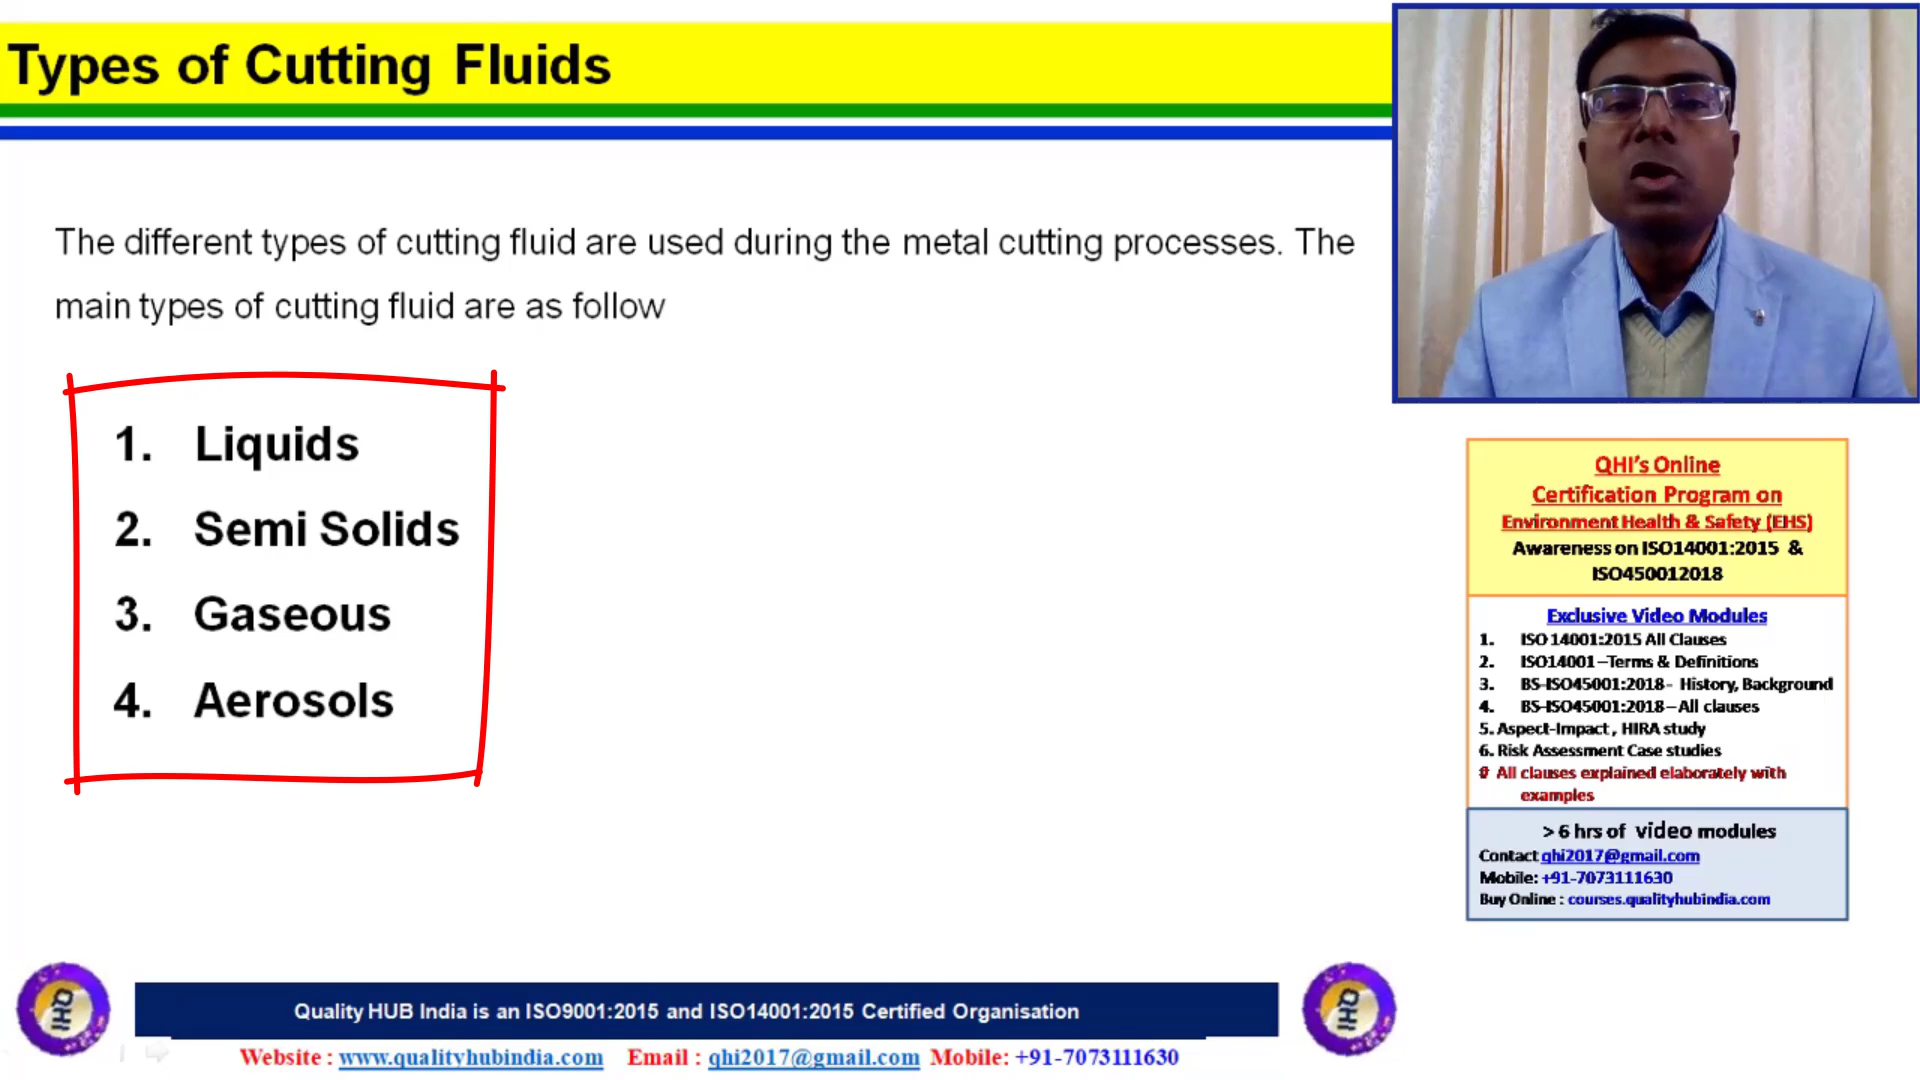 Types of Cutting Fluids
The different types of cutting fluid are used during the metal cutting processes. The
main types of cutting fluid are as follow
1. Liquids
2. Semi Solids
3. Gaseous
4. Aerosols
QHI's Online
Certification Program on
Environment Health & Safety (EHS)
Awareness on ISO14001:2015 &
ISO450012018
Exclusive Video Modules
1. ISO 14001:2015 All Clauses
2. ISO14001 –Terms & Definitions
3. BS-ISO45001:2018 - History, Background
4. BS-ISO45001:2018 – All clauses
5. Aspect-Impact , HIRA study
6. Risk Assessment Case studies
# All clauses explained elaborately with
examples
> 6 hrs of video modules
Contact qhi2017@gmail.com
Mobile: +91-7073111630
Buy Online : courses.qualityhubindia.com
QHI
Quality HUB India is an ISO9001:2015 and ISO14001:2015 Certified Organisation
QHI
Website : www.qualityhubindia.com Email : qhi2017@gmail.com Mobile: +91-7073111630